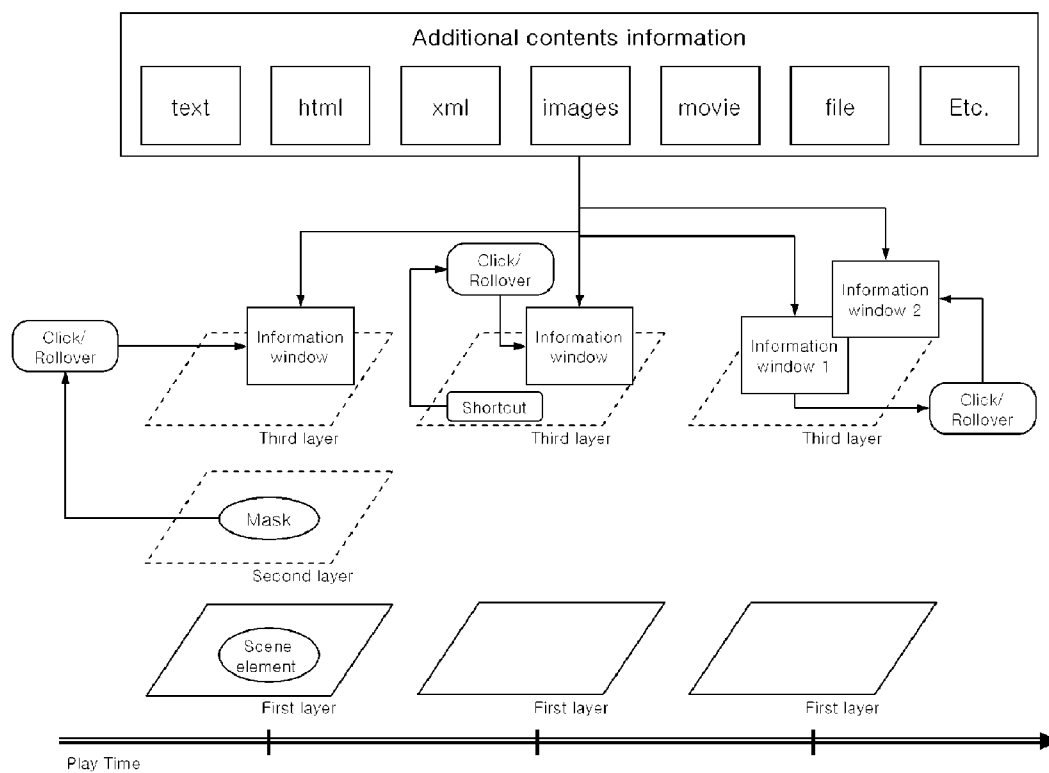 Additional contents information
text
html
xml
images
movie
file
Etc.
Click/
Rollover
Information
window
Third layer
Click/
Rollover
Information
window
Shortcut
Third layer
Information
window 2
Information
window 1
Click/
Rollover
Third layer
Mask
Second layer
Scene
element
First layer
First layer
First layer
Play Time